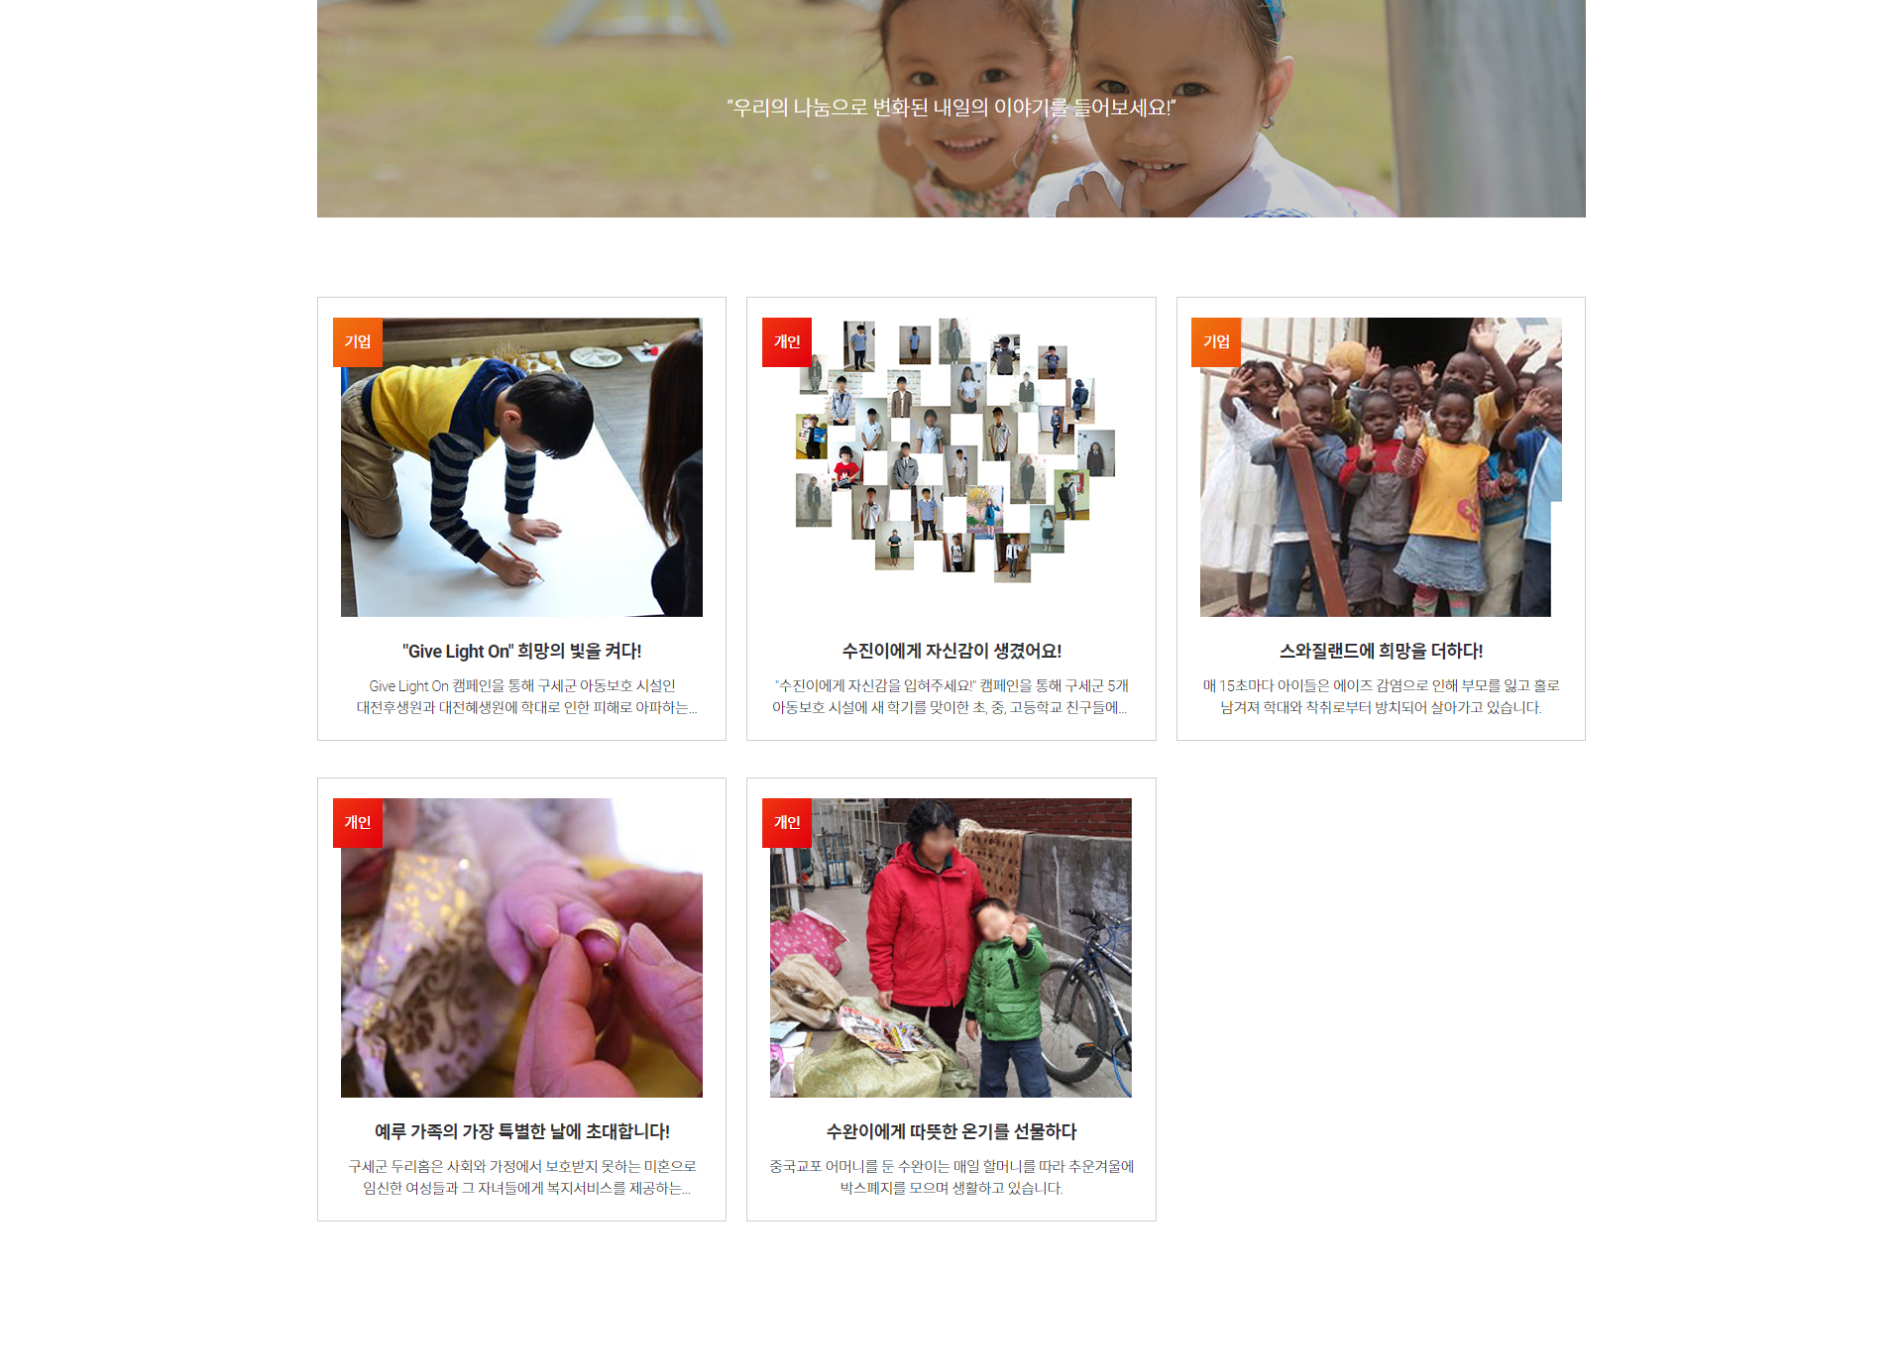 "우리의 나눔으로 변화된 내일의 이야기를 들어보세요!"
기업
개인
기업
"Give Light On" 희망의 빛을 켜다!
Give Light On 캠페인을 통해 구세군 아동보호 시설인
대전후생원과 대전혜생원에 학대로 인한 피해로 아파하는...
수진이에게 자신감이 생겼어요!
"수진이에게 자신감을 입혀주세요!" 캠페인을 통해 구세군 5개
아동보호 시설에 새 학기를 맞이한 초, 중, 고등학교 친구들에...
스와질랜드에 희망을 더하다!
매 15초마다 아이들은 에이즈 감염으로 인해 부모를 잃고 홀로
남겨져 학대와 착취로부터 방치되어 살아가고 있습니다.
개인
개인
예루 가족의 가장 특별한 날에 초대합니다!
구세군 두리홈은 사회와 가정에서 보호받지 못하는 미혼으로
임신한 여성들과 그 자녀들에게 복지서비스를 제공하는...
수완이에게 따뜻한 온기를 선물하다
중국교포 어머니를 둔 수완이는 매일 할머니를 따라 추운겨울에
박스폐지를 모으며 생활하고 있습니다.